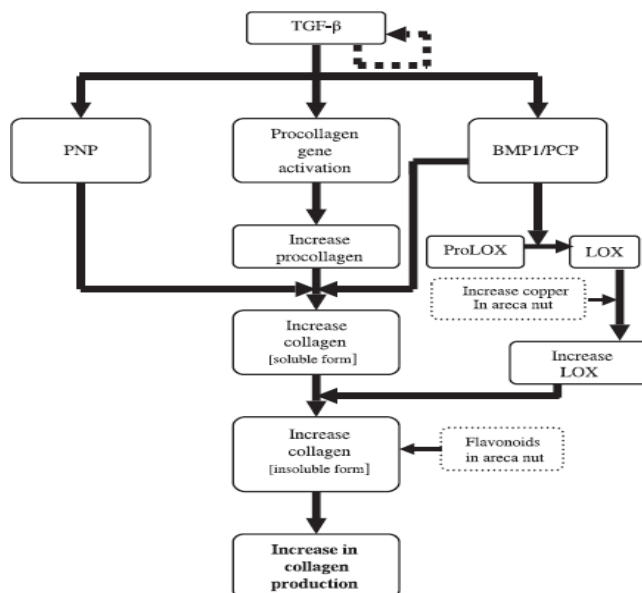 TGF-β
PNP
Procollagen
gene
activation
BMP1/PCP
Increase
procollagen
ProLOX
LOX
Increase copper
In areca nut
Increase
collagen
[soluble form]
Increase
LOX
Increase
collagen
[insoluble form]
Flavonoids
in areca nut
Increase in
collagen
production